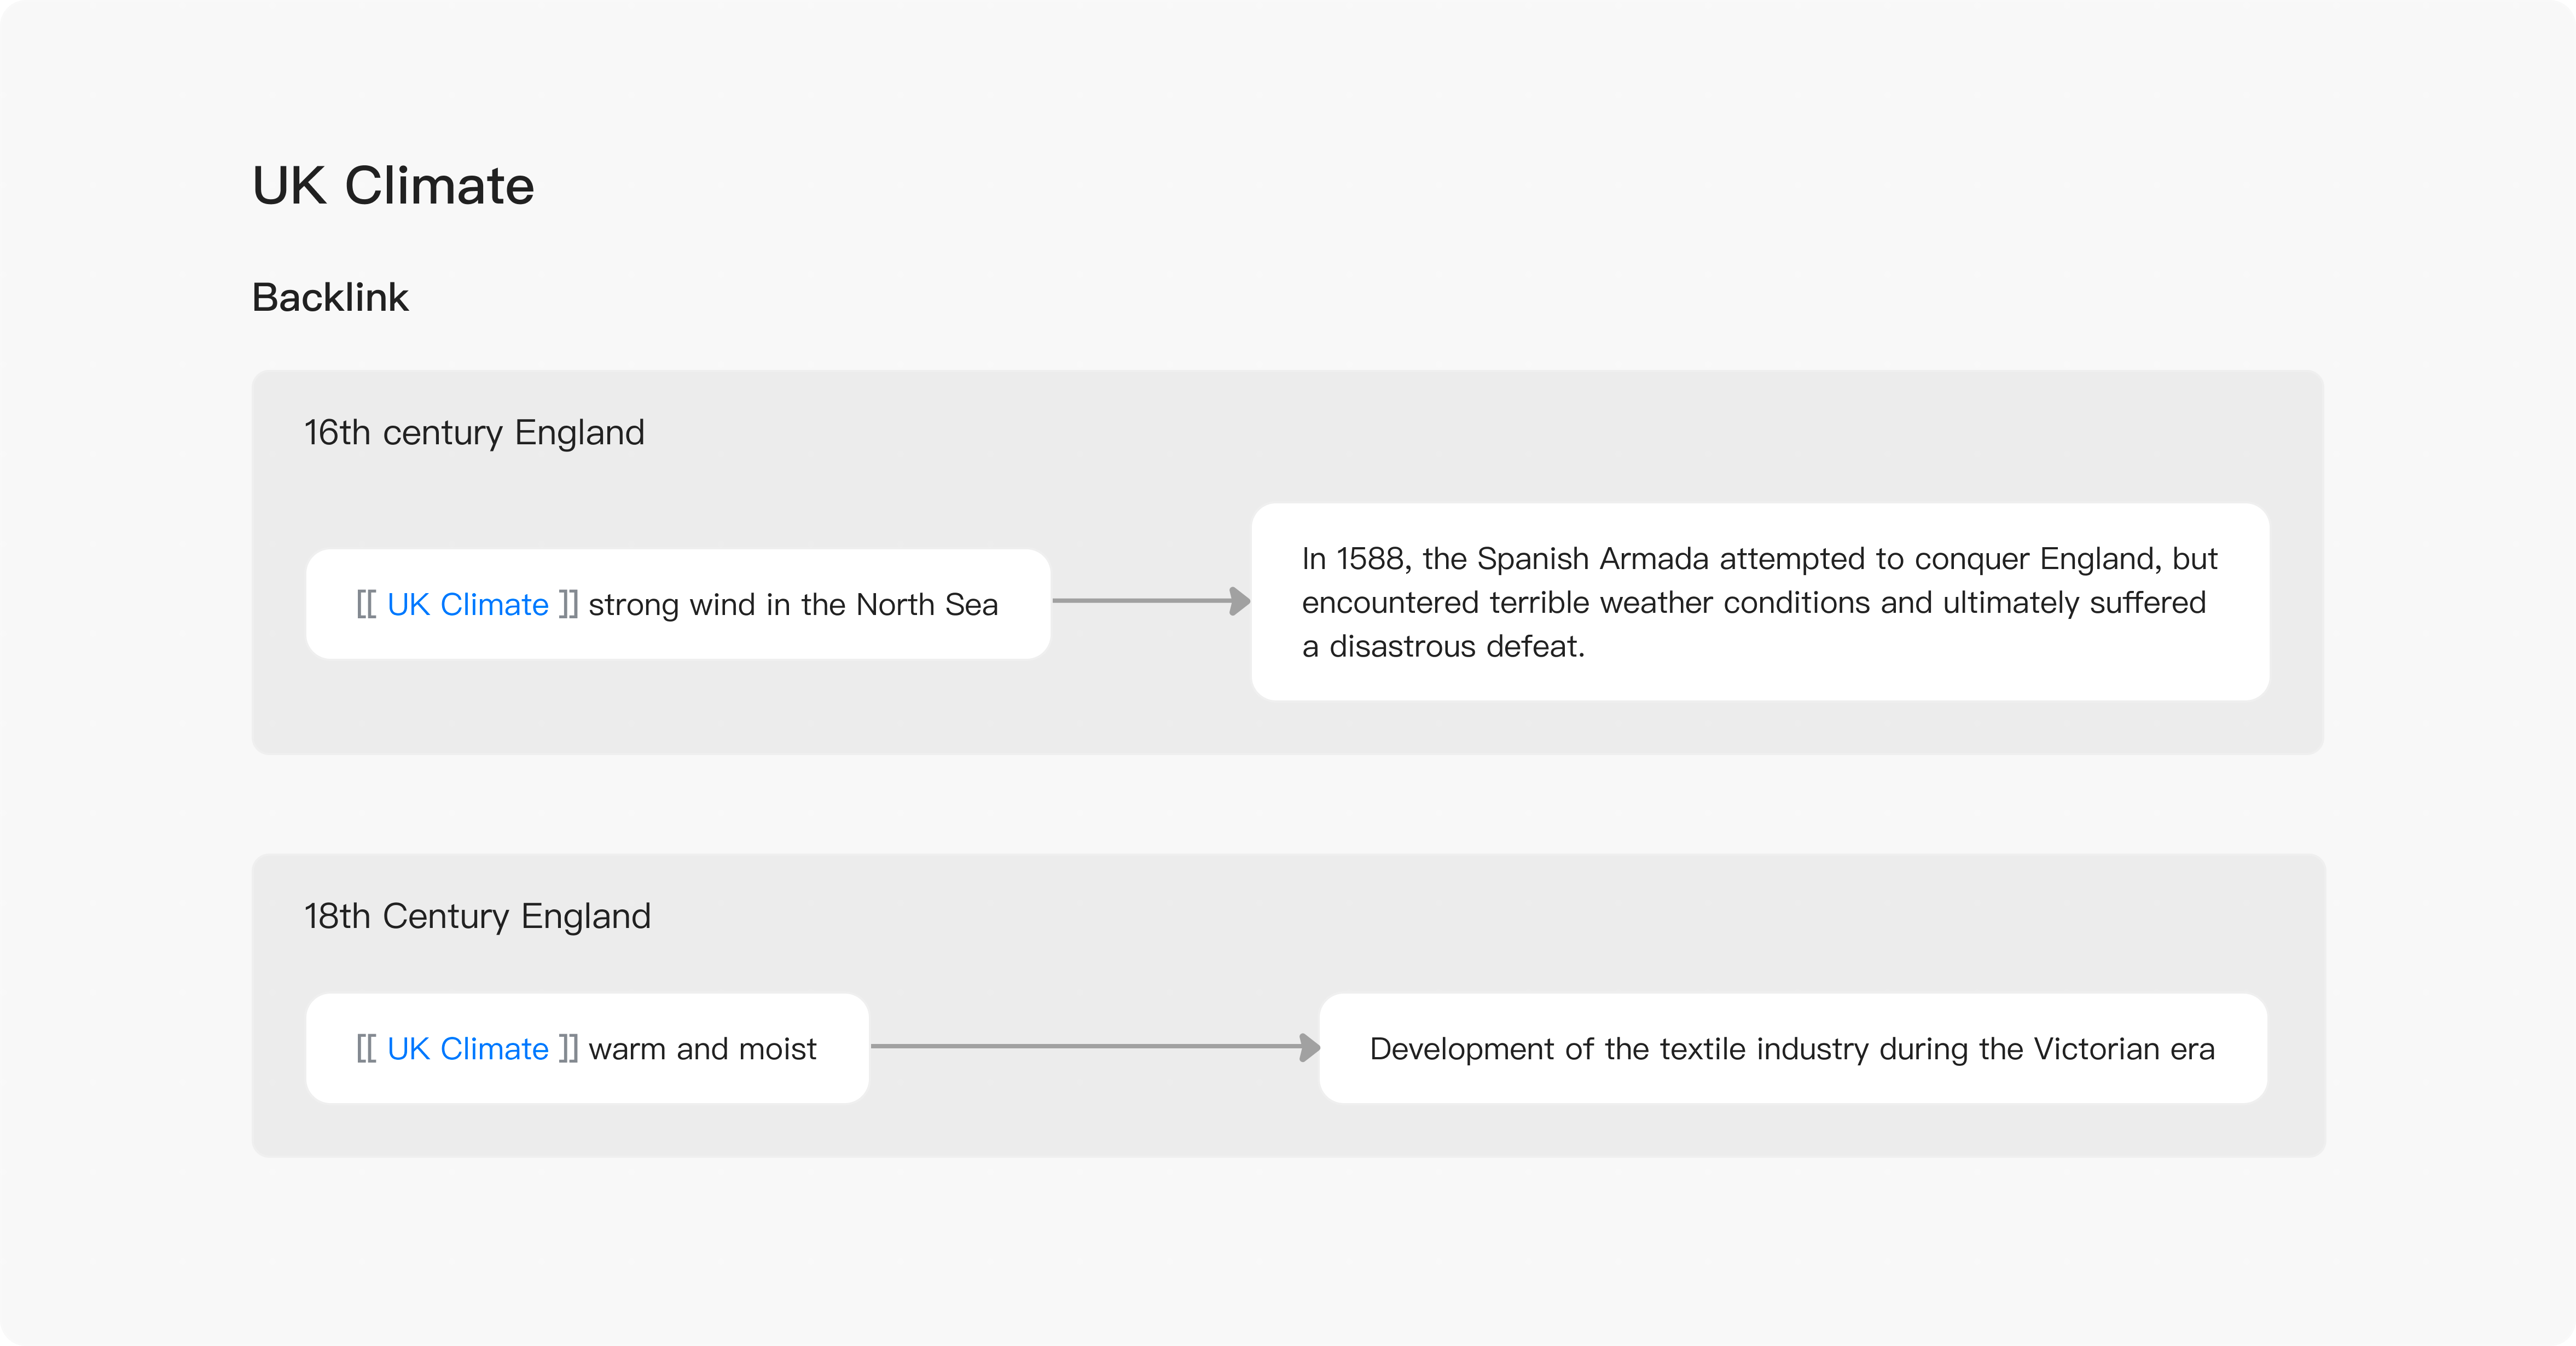 UK Climate
Backlink
16th century England
[[ UK Climate ]] strong wind in the North Sea
In 1588, the Spanish Armada attempted to conquer England, but
encountered terrible weather conditions and ultimately suffered
a disastrous defeat.
18th Century England
[[ UK Climate ]] warm and moist
Development of the textile industry during the Victorian era